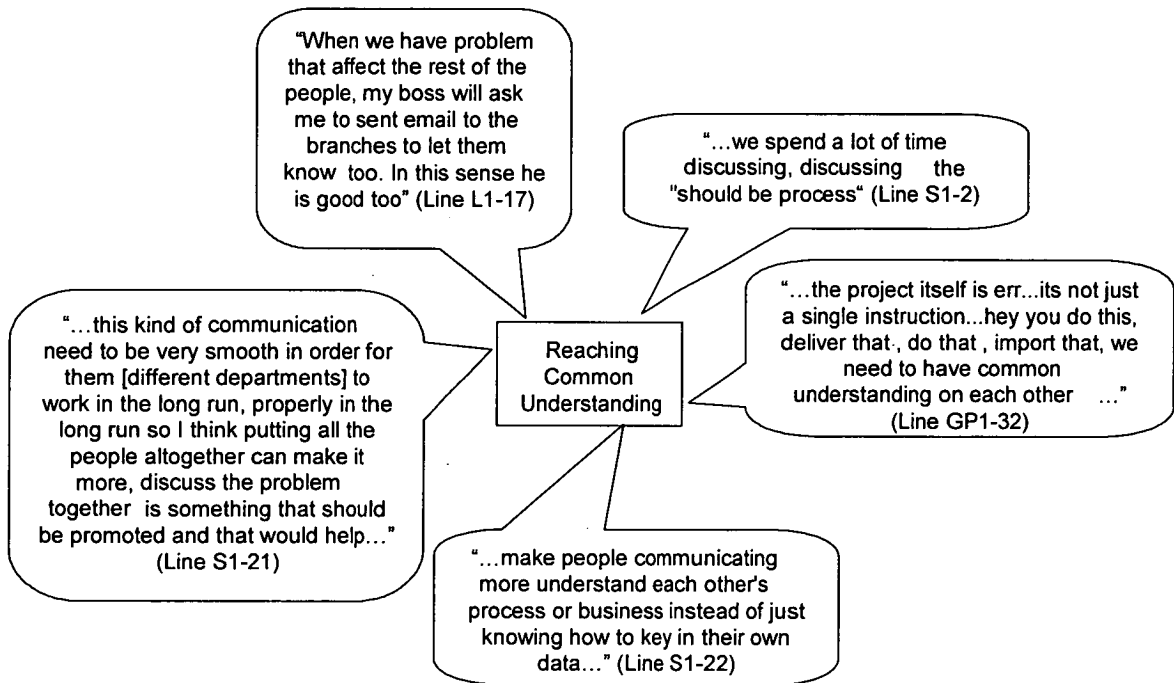 “When we have problem
that affect the rest of the
people, my boss will ask
me to sent email to the
branches to let them
know too. In this sense he
is good too” (Line L1-17)
“...we spend a lot of time
discussing, discussing the
"should be process“ (Line S1-2)
“...this kind of communication
need to be very smooth in order for
them [different departments] to
work in the long run, properly in the
long run so I think putting all the
people altogether can make it
more, discuss the problem
together is something that should
be promoted and that would help...”
(Line S1-21)
Reaching
Common
Understanding
“...the project itself is err...its not just
a single instruction...hey you do this,
deliver that , do that , import that, we
need to have common
understanding on each other ...”
(Line GP1-32)
“...make people communicating
more understand each other's
process or business instead of just
knowing how to key in their own
data...” (Line S1-22)